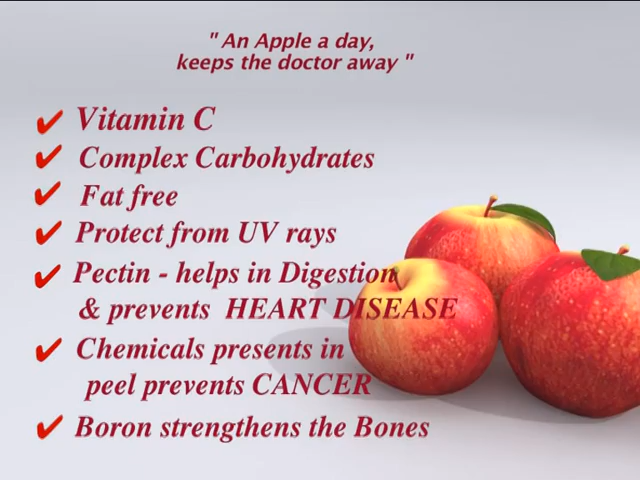 " An Apple a day,
keeps the doctor away "
Vitamin C
Complex Carbohydrates
Fat free
Protect from UV rays
Pectin - helps in Digestion
& prevents HEART DISEASE
Chemicals presents in
peel prevents CANCER
Boron strengthens the Bones